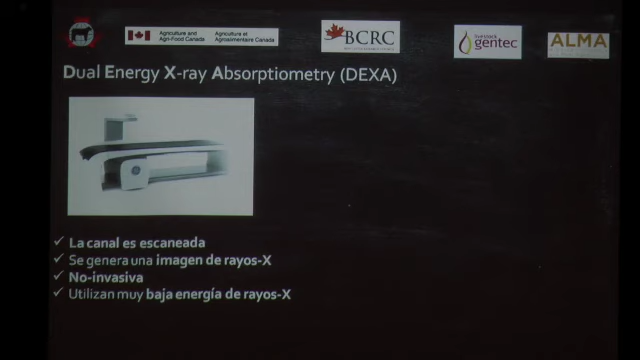 Agriculture and
Agri-Food Canada
Agriculture et
Agroalimentaire Canada
BCRC
livestock
gentec
ALMA
Dual Energy X-ray Absorptiometry (DEXA)
✓ La canal es escaneada
✓ Se genera una imagen de rayos-X
✓ No-invasiva
✓ Utilizan muy baja energía de rayos-X